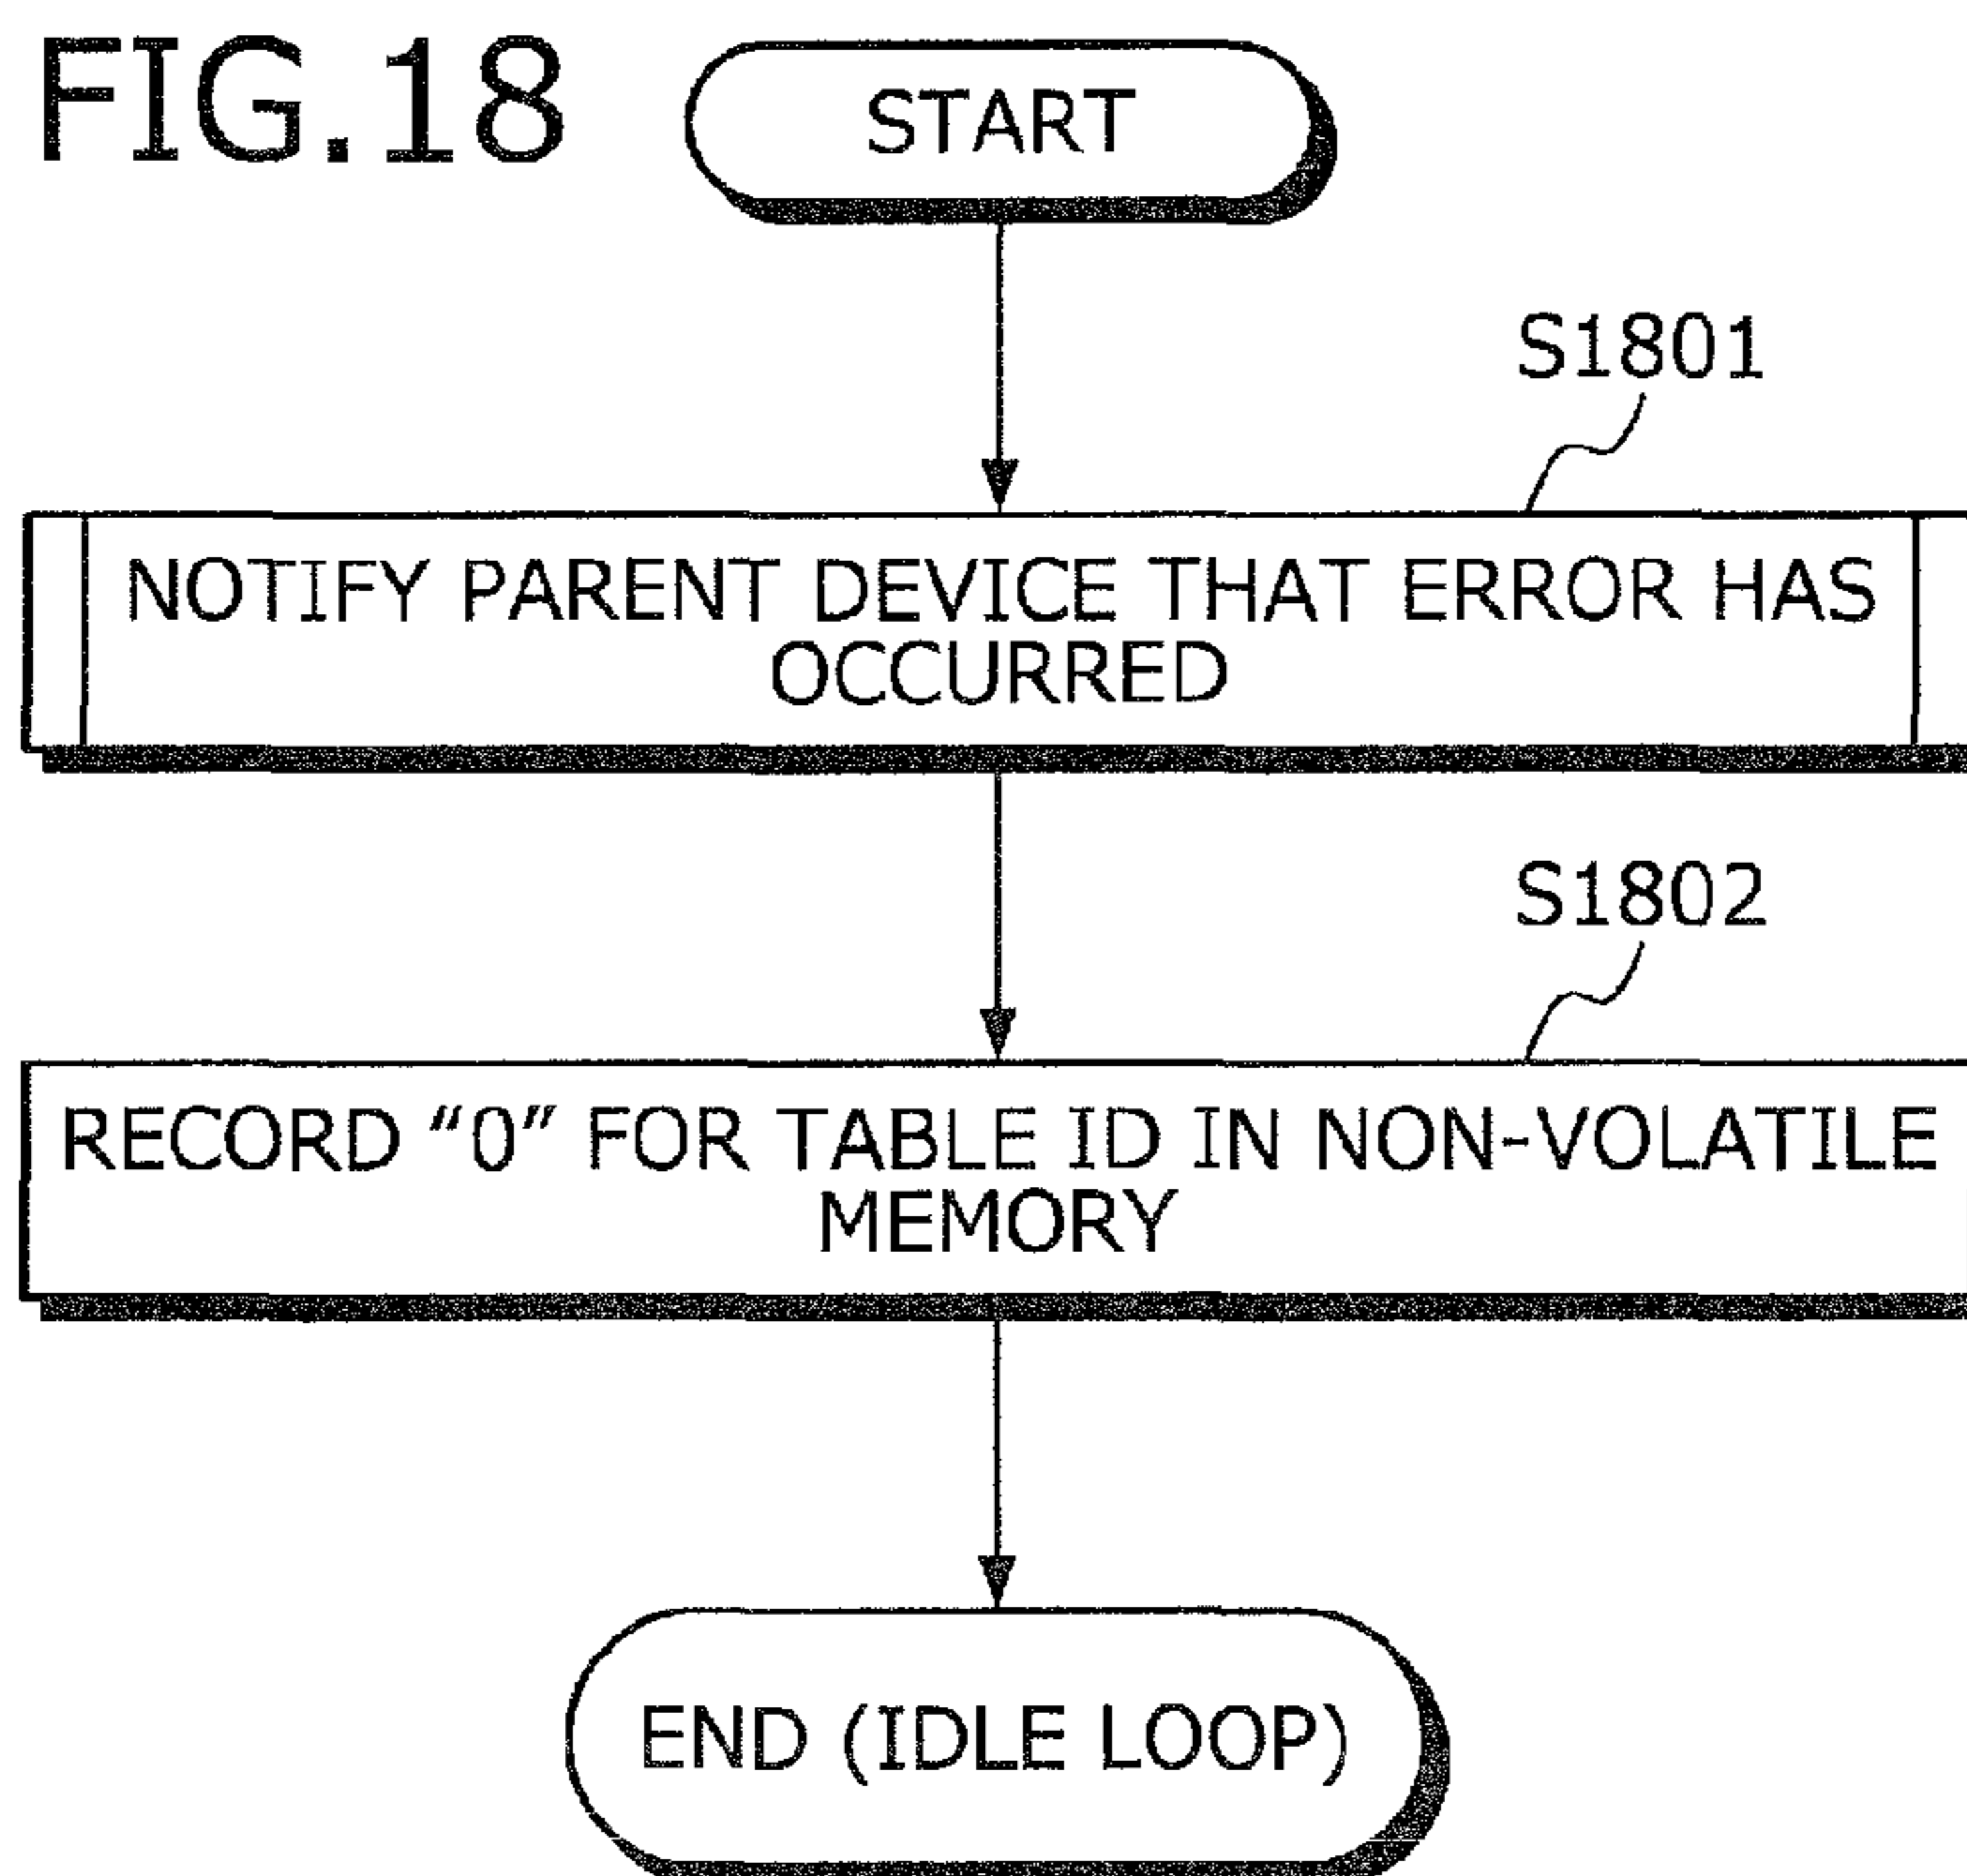 FIG.18
START
S1801
NOTIFY PARENT DEVICE THAT ERROR HAS
OCCURRED
S1802
RECORD “0” FOR TABLE ID IN NON-VOLATILE
MEMORY
END (IDLE LOOP)